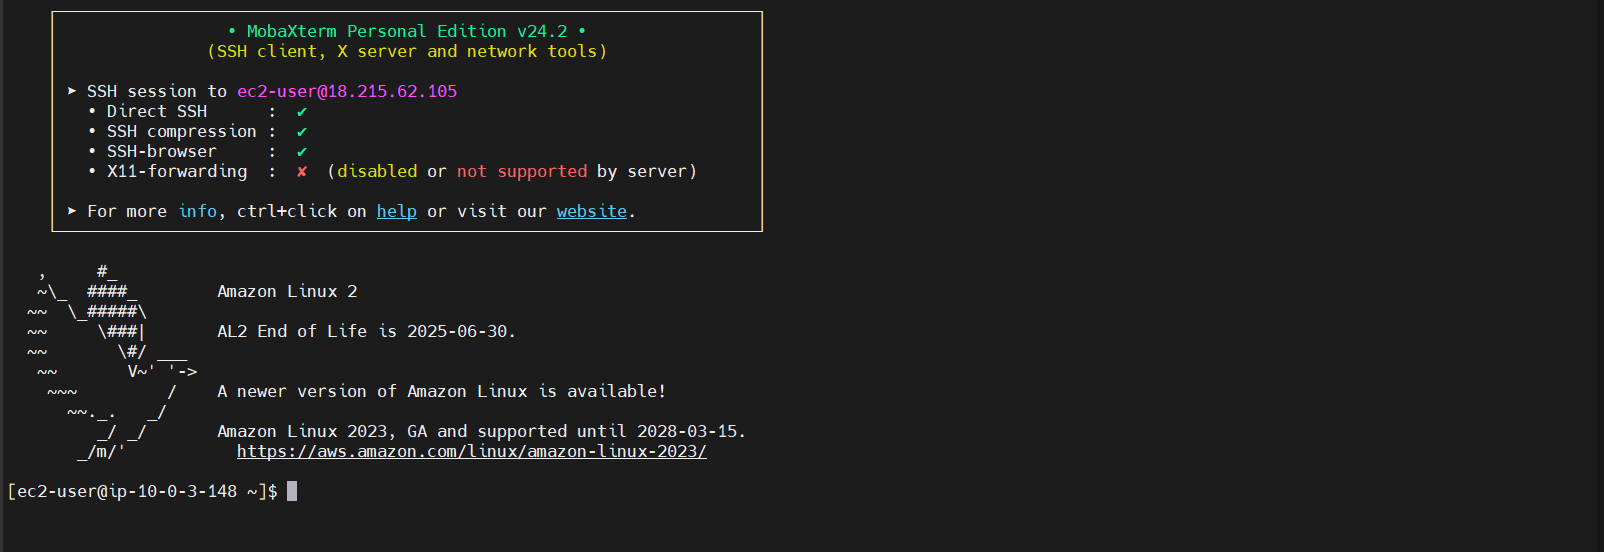 • MobaXterm Personal Edition v24.2 •
(SSH client, X server and network tools)
➤ SSH session to ec2-user@18.215.62.105
• Direct SSH      :  ✔
• SSH compression :  ✔
• SSH-browser     :  ✔
• X11-forwarding  :  ✘  (disabled or not supported by server)
➤ For more info, ctrl+click on help or visit our website.
   ,     #_
   ~\_  ####_        Amazon Linux 2
  ~~  \_#####\
  ~~     \###|       AL2 End of Life is 2025-06-30.
  ~~       \#/ ___
   ~~       V~' '->
    ~~~         /    A newer version of Amazon Linux is available!
      ~~._.   _/
         _/ _/       Amazon Linux 2023, GA and supported until 2028-03-15.
       _/m/'           https://aws.amazon.com/linux/amazon-linux-2023/
[ec2-user@ip-10-0-3-148 ~]$